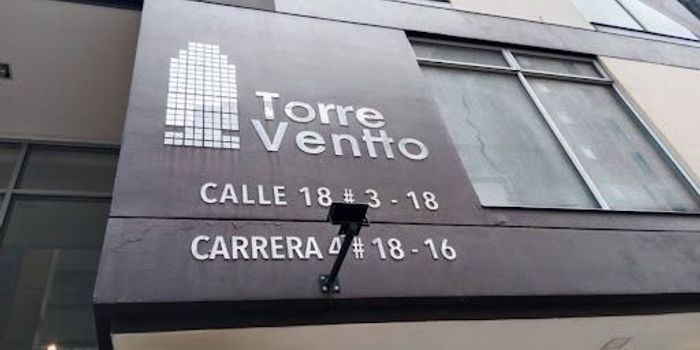 Torre
Ventto
CALLE 18 # 3 - 18
CARRERA 4 # 18 - 16